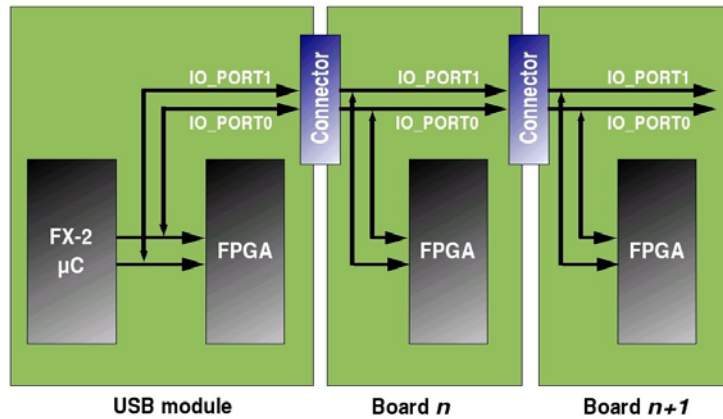 IO_PORT1
IO_PORT0
Connector
IO_PORT1
IO_PORT0
Connector
IO_PORT1
IO_PORT0
FX-2
µC
FPGA
FPGA
FPGA
USB module
Board n
Board n+1